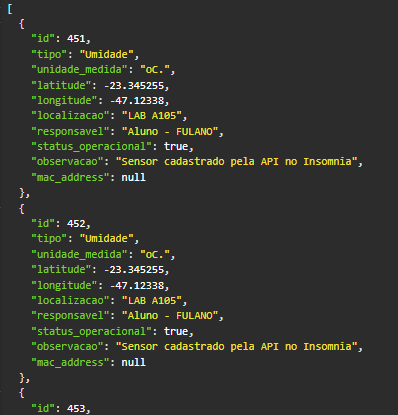 [
{
"id": 451,
"tipo": "Umidade",
"unidade_medida": "oC.",
"latitude": -23.345255,
"longitude": -47.12338,
"localizacao": "LAB A105",
"responsavel": "Aluno - FULANO",
"status_operacional": true,
"observacao": "Sensor cadastrado pela API no Insomnia",
"mac_address": null
},
{
"id": 452,
"tipo": "Umidade",
"unidade_medida": "oC.",
"latitude": -23.345255,
"longitude": -47.12338,
"localizacao": "LAB A105",
"responsavel": "Aluno - FULANO",
"status_operacional": true,
"observacao": "Sensor cadastrado pela API no Insomnia",
"mac_address": null
},
{
"id": 453,